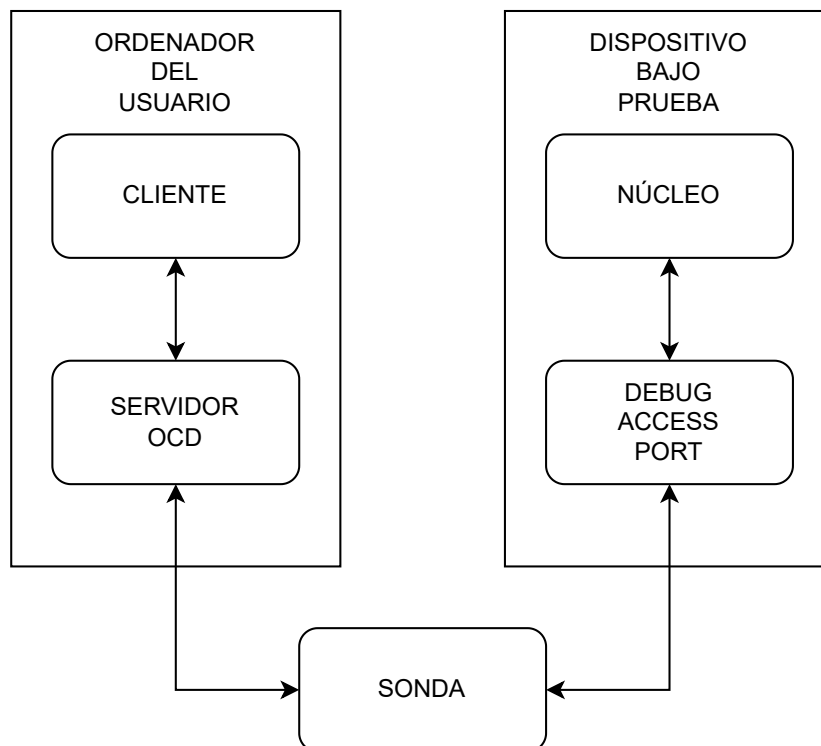 ORDENADOR
DEL
USUARIO
CLIENTE
SERVIDOR
OCD
DISPOSITIVO
BAJO
PRUEBA
NÚCLEO
DEBUG
ACCESS
PORT
SONDA